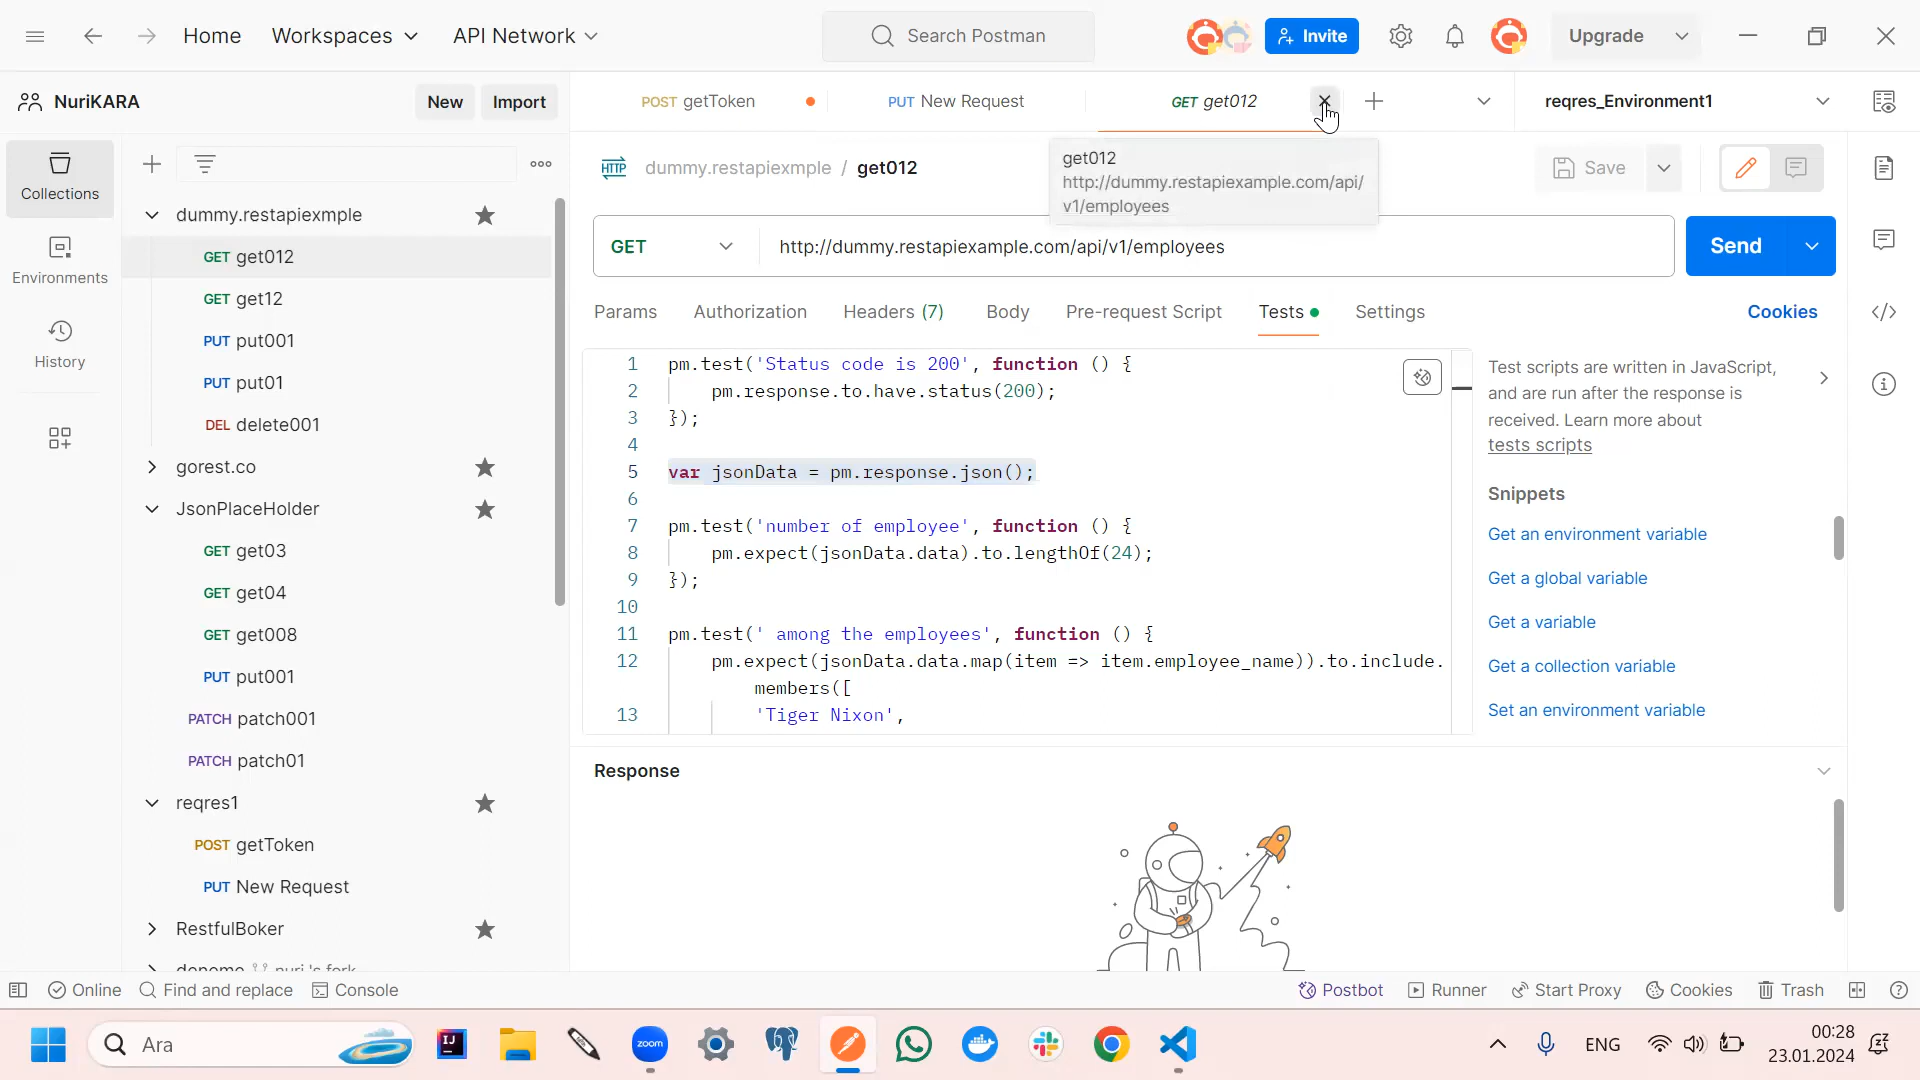 Home
Workspaces
API Network
Search Postman
Invite
Upgrade
NuriKARA
New
Import
POST getToken
PUT New Request
GET get012
reqres_Environment1
Collections
Environments
History
dummy.restapiexmple
GET get012
GET get12
PUT put001
PUT put01
DEL delete001
gorest.co
JsonPlaceHolder
GET get03
GET get04
GET get008
PUT put001
PATCH patch001
PATCH patch01
reqres1
POST getToken
PUT New Request
RestfulBoker
HTTP
dummy.restapiexmple / get012
get012
http://dummy.restapiexample.com/api/
v1/employees
Save
GET
http://dummy.restapiexample.com/api/v1/employees
Send
Params
Authorization
Headers (7)
Body
Pre-request Script
Tests
Settings
Cookies
1 pm.test('Status code is 200', function () {
2 pm.response.to.have.status(200);
3 });
4
5 var jsonData = pm.response.json();
6
7 pm.test('number of employee', function () {
8 pm.expect(jsonData.data).to.lengthOf(24);
9 });
10
11 pm.test(' among the employees', function () {
12 pm.expect(jsonData.data.map(item => item.employee_name)).to.include.
members([
13 'Tiger Nixon',
Test scripts are written in JavaScript,
and are run after the response is
received. Learn more about
tests scripts
Snippets
Get an environment variable
Get a global variable
Get a variable
Get a collection variable
Set an environment variable
Response
Online
Find and replace
Console
Postbot
Runner
Start Proxy
Cookies
Trash
Ara
IJ
zoom
ENG
00:28
23.01.2024